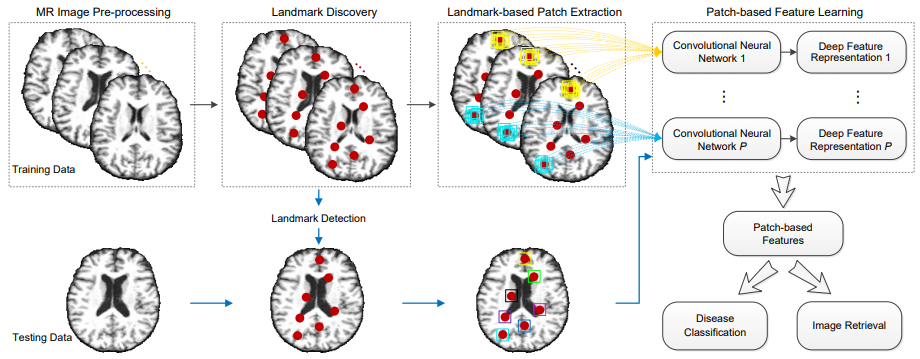 MR Image Pre-processing
Landmark Discovery
Landmark-based Patch Extraction
Patch-based Feature Learning
Convolutional Neural
Network 1
Deep Feature
Representation 1
Convolutional Neural
Network P
Deep Feature
Representation P
Training Data
Landmark Detection
Patch-based
Features
Testing Data
Disease
Classification
Image Retrieval